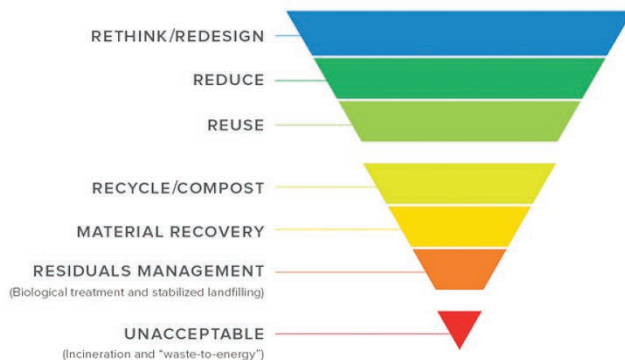 RETHINK/REDESIGN
REDUCE
REUSE
RECYCLE/COMPOST
MATERIAL RECOVERY
RESIDUALS MANAGEMENT
(Biological treatment and stabilized landfilling)
UNACCEPTABLE
(Incineration and “waste-to-energy”)